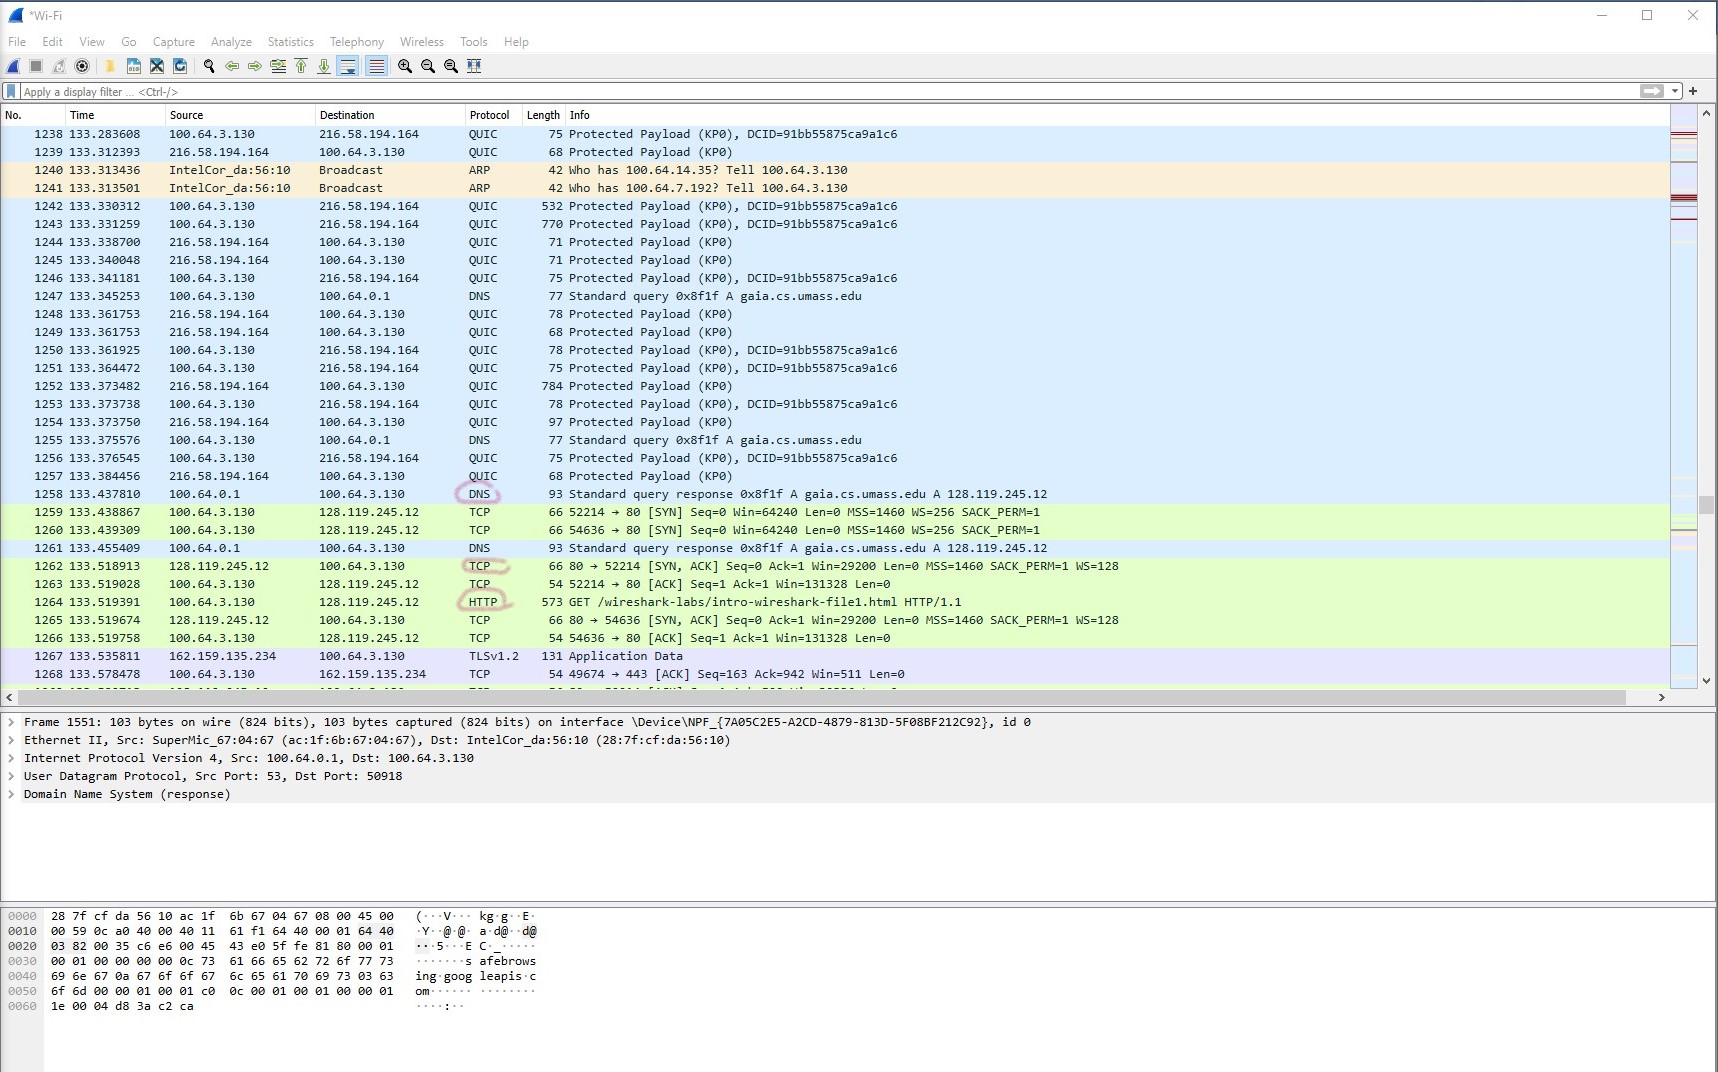 *Wi-Fi
File Edit View Go Capture Analyze Statistics Telephony Wireless Tools Help
Apply a display filter ... <Ctrl-/>
No. Time Source Destination Protocol Length Info
1238 133.283608 100.64.3.130 216.58.194.164 QUIC 75 Protected Payload (KP0), DCID=91bb55875ca9a1c6
1239 133.312393 216.58.194.164 100.64.3.130 QUIC 68 Protected Payload (KP0)
1240 133.313436 IntelCor_da:56:10 Broadcast ARP 42 Who has 100.64.14.35? Tell 100.64.3.130
1241 133.313501 IntelCor_da:56:10 Broadcast ARP 42 Who has 100.64.7.192? Tell 100.64.3.130
1242 133.330312 100.64.3.130 216.58.194.164 QUIC 532 Protected Payload (KP0), DCID=91bb55875ca9a1c6
1243 133.331259 100.64.3.130 216.58.194.164 QUIC 770 Protected Payload (KP0), DCID=91bb55875ca9a1c6
1244 133.338700 216.58.194.164 100.64.3.130 QUIC 71 Protected Payload (KP0)
1245 133.340048 216.58.194.164 100.64.3.130 QUIC 71 Protected Payload (KP0)
1246 133.341181 100.64.3.130 216.58.194.164 QUIC 75 Protected Payload (KP0), DCID=91bb55875ca9a1c6
1247 133.345253 100.64.3.130 100.64.0.1 DNS 77 Standard query 0x8f1f A gaia.cs.umass.edu
1248 133.361753 216.58.194.164 100.64.3.130 QUIC 78 Protected Payload (KP0)
1249 133.361753 216.58.194.164 100.64.3.130 QUIC 68 Protected Payload (KP0)
1250 133.361925 100.64.3.130 216.58.194.164 QUIC 78 Protected Payload (KP0), DCID=91bb55875ca9a1c6
1251 133.364472 100.64.3.130 216.58.194.164 QUIC 75 Protected Payload (KP0), DCID=91bb55875ca9a1c6
1252 133.373482 216.58.194.164 100.64.3.130 QUIC 784 Protected Payload (KP0)
1253 133.373738 100.64.3.130 216.58.194.164 QUIC 78 Protected Payload (KP0), DCID=91bb55875ca9a1c6
1254 133.373750 216.58.194.164 100.64.3.130 QUIC 97 Protected Payload (KP0)
1255 133.375576 100.64.3.130 100.64.0.1 DNS 77 Standard query 0x8f1f A gaia.cs.umass.edu
1256 133.376545 100.64.3.130 216.58.194.164 QUIC 75 Protected Payload (KP0), DCID=91bb55875ca9a1c6
1257 133.384456 216.58.194.164 100.64.3.130 QUIC 68 Protected Payload (KP0)
1258 133.437810 100.64.0.1 100.64.3.130 DNS 93 Standard query response 0x8f1f A gaia.cs.umass.edu A 128.119.245.12
1259 133.438867 100.64.3.130 128.119.245.12 TCP 66 52214 → 80 [SYN] Seq=0 Win=64240 Len=0 MSS=1460 WS=256 SACK_PERM=1
1260 133.439309 100.64.3.130 128.119.245.12 TCP 66 54636 → 80 [SYN] Seq=0 Win=64240 Len=0 MSS=1460 WS=256 SACK_PERM=1
1261 133.455409 100.64.0.1 100.64.3.130 DNS 93 Standard query response 0x8f1f A gaia.cs.umass.edu A 128.119.245.12
1262 133.518913 128.119.245.12 100.64.3.130 TCP 66 80 → 52214 [SYN, ACK] Seq=0 Ack=1 Win=29200 Len=0 MSS=1460 SACK_PERM=1 WS=128
1263 133.519028 100.64.3.130 128.119.245.12 TCP 54 52214 → 80 [ACK] Seq=1 Ack=1 Win=131328 Len=0
1264 133.519391 100.64.3.130 128.119.245.12 HTTP 573 GET /wireshark-labs/intro-wireshark-file1.html HTTP/1.1
1265 133.519674 128.119.245.12 100.64.3.130 TCP 66 80 → 54636 [SYN, ACK] Seq=0 Ack=1 Win=29200 Len=0 MSS=1460 SACK_PERM=1 WS=128
1266 133.519758 100.64.3.130 128.119.245.12 TCP 54 54636 → 80 [ACK] Seq=1 Ack=1 Win=131328 Len=0
1267 133.535811 162.159.135.234 100.64.3.130 TLSv1.2 131 Application Data
1268 133.578478 100.64.3.130 162.159.135.234 TCP 54 49674 → 443 [ACK] Seq=163 Ack=942 Win=511 Len=0
Frame 1551: 103 bytes on wire (824 bits), 103 bytes captured (824 bits) on interface \Device\NPF_{7A05C2E5-A2CD-4879-813D-5F08BF212C92}, id 0
Ethernet II, Src: SuperMic_67:04:67 (ac:1f:6b:67:04:67), Dst: IntelCor_da:56:10 (28:7f:cf:da:56:10)
Internet Protocol Version 4, Src: 100.64.0.1, Dst: 100.64.3.130
User Datagram Protocol, Src Port: 53, Dst Port: 50918
Domain Name System (response)
0000 28 7f cf da 56 10 ac 1f 6b 67 04 67 08 00 45 00 (···V··· kg·g··E·
0010 00 59 0c a0 40 00 40 11 61 f1 64 40 00 01 64 40 ·Y··@·@· a·d@··d@
0020 03 82 00 35 c6 e6 00 45 43 e0 5f fe 81 80 00 01 ···5···E C·_·····
0030 00 01 00 00 00 00 0c 73 61 66 65 62 72 6f 77 73 ·······s afebrows
0040 69 6e 67 0a 67 6f 6f 67 6c 65 61 70 69 73 03 63 ing·goog leapis·c
0050 6f 6d 00 00 01 00 01 c0 0c 00 01 00 01 00 00 01 om······ ········
0060 1e 00 04 d8 3a c2 ca ····:··